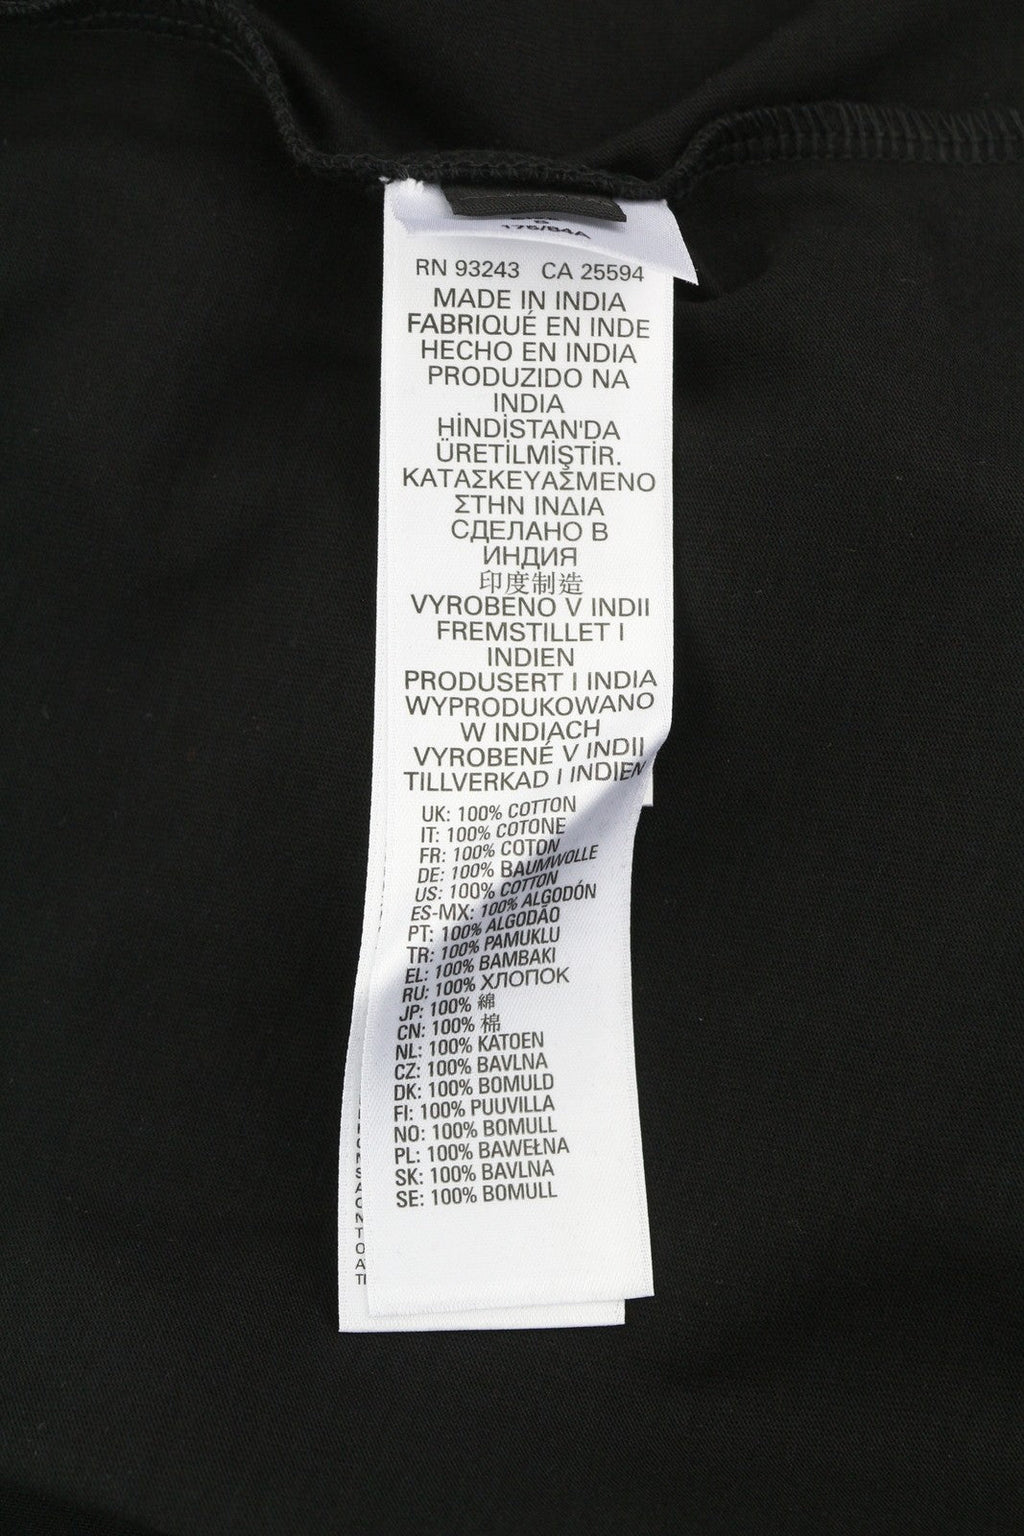 175/84A
RN 93243 CA 25594
MADE IN INDIA
FABRIQUÉ EN INDE
HECHO EN INDIA
PRODUZIDO NA
INDIA
HİNDİSTAN'DA
ÜRETİLMİŞTİR.
ΚΑΤΑΣΚΕΥΑΣΜΕΝΟ
ΣΤΗΝ ΙΝΔΙΑ
СДЕЛАНО В
ИНДИЯ
印度制造
VYROBENO V INDII
FREMSTILLET I
INDIEN
PRODUSERT I INDIA
WYPRODUKOWANO
W INDIACH
VYROBENÉ V INDII
TILLVERKAD I INDIEN
UK: 100% COTTON
IT: 100% COTONE
FR: 100% COTON
DE: 100% BAUMWOLLE
US: 100% COTTON
ES-MX: 100% ALGODÓN
PT: 100% ALGODÃO
TR: 100% PAMUKLU
EL: 100% ΒΑΜΒΑΚΙ
RU: 100% ХЛОПОК
JP: 100% 綿
CN: 100% 棉
NL: 100% KATOEN
CZ: 100% BAVLNA
DK: 100% BOMULD
FI: 100% PUUVILLA
NO: 100% BOMULL
PL: 100% BAWEŁNA
SK: 100% BAVLNA
SE: 100% BOMULL